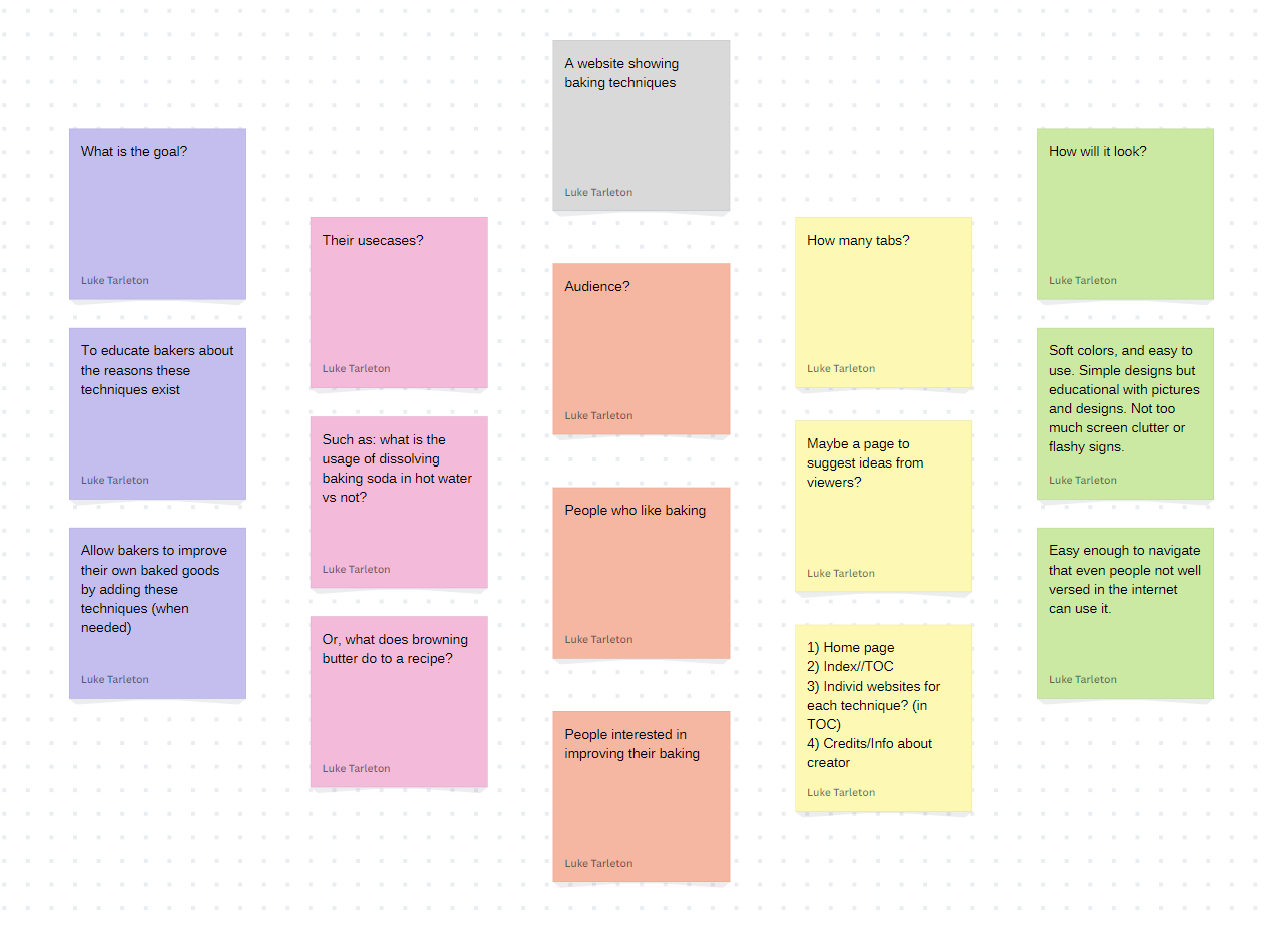 What is the goal?
Luke Tarleton
To educate bakers about
the reasons these
techniques exist
Luke Tarleton
Allow bakers to improve
their own baked goods
by adding these
techniques (when
needed)
Luke Tarleton
Their usecases?
Luke Tarleton
Such as: what is the
usage of dissolving
baking soda in hot water
vs not?
Luke Tarleton
Or, what does browning
butter do to a recipe?
Luke Tarleton
A website showing
baking techniques
Luke Tarleton
Audience?
Luke Tarleton
People who like baking
Luke Tarleton
People interested in
improving their baking
Luke Tarleton
How many tabs?
Luke Tarleton
Maybe a page to
suggest ideas from
viewers?
Luke Tarleton
1) Home page
2) Index//TOC
3) Individ websites for
each technique? (in
TOC)
4) Credits/Info about
creator
Luke Tarleton
How will it look?
Luke Tarleton
Soft colors, and easy to
use. Simple designs but
educational with pictures
and designs. Not too
much screen clutter or
flashy signs.
Luke Tarleton
Easy enough to navigate
that even people not well
versed in the internet
can use it.
Luke Tarleton